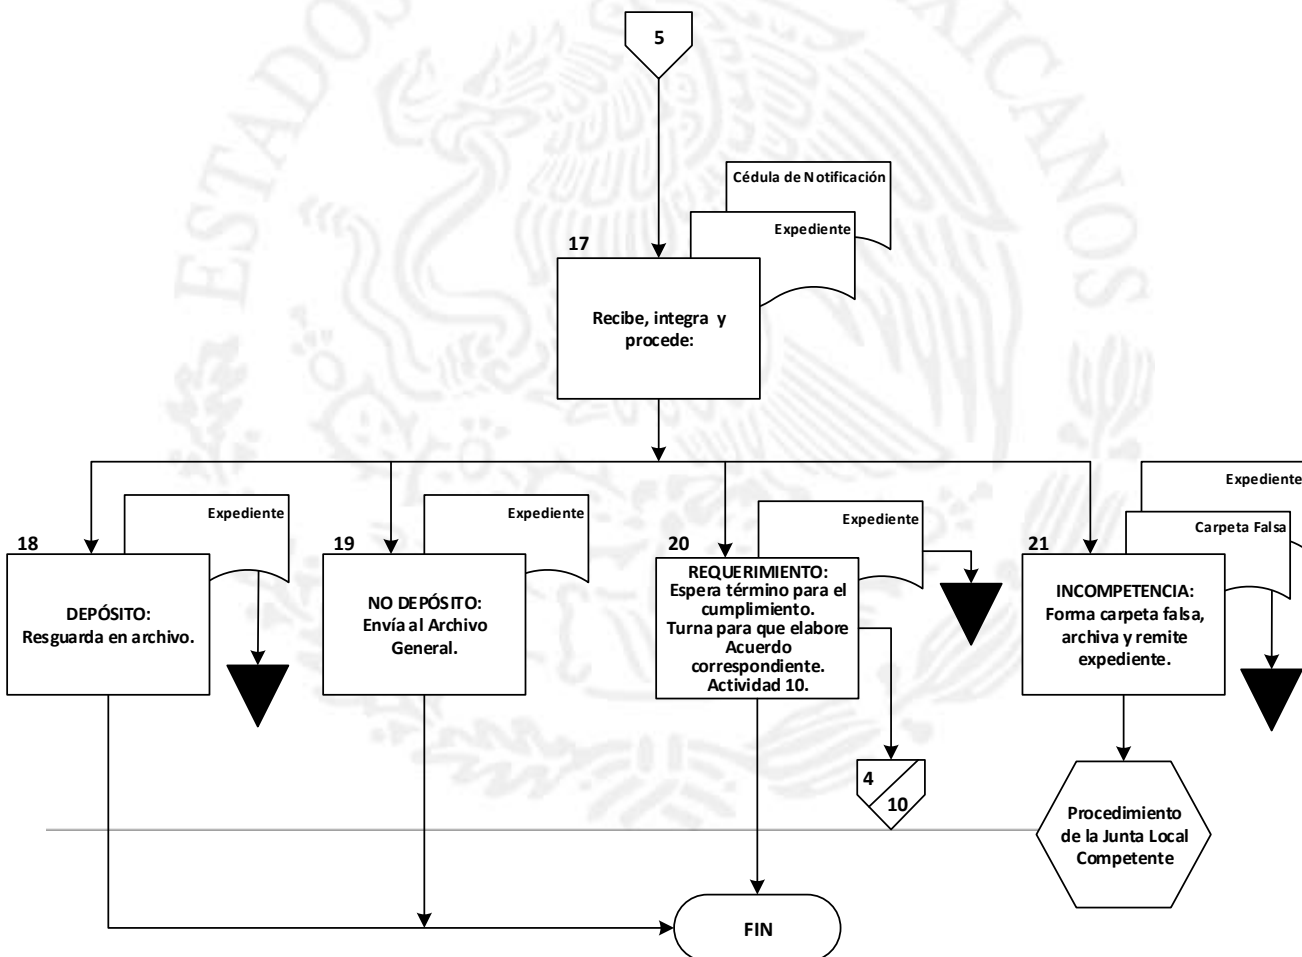 ESTADOS
XICANOS
5
Cédula de Notificación
Expediente
17
Recibe, integra y
procede:
Expediente
18
DEPÓSITO:
Resguarda en archivo.
Expediente
19
NO DEPÓSITO:
Envía al Archivo
General.
Expediente
20
REQUERIMIENTO:
Espera término para el
cumplimiento.
Turna para que elabore
Acuerdo
correspondiente.
Actividad 10.
Expediente
Carpeta Falsa
21
INCOMPETENCIA:
Forma carpeta falsa,
archiva y remite
expediente.
4
10
Procedimiento
de la Junta Local
Competente
FIN